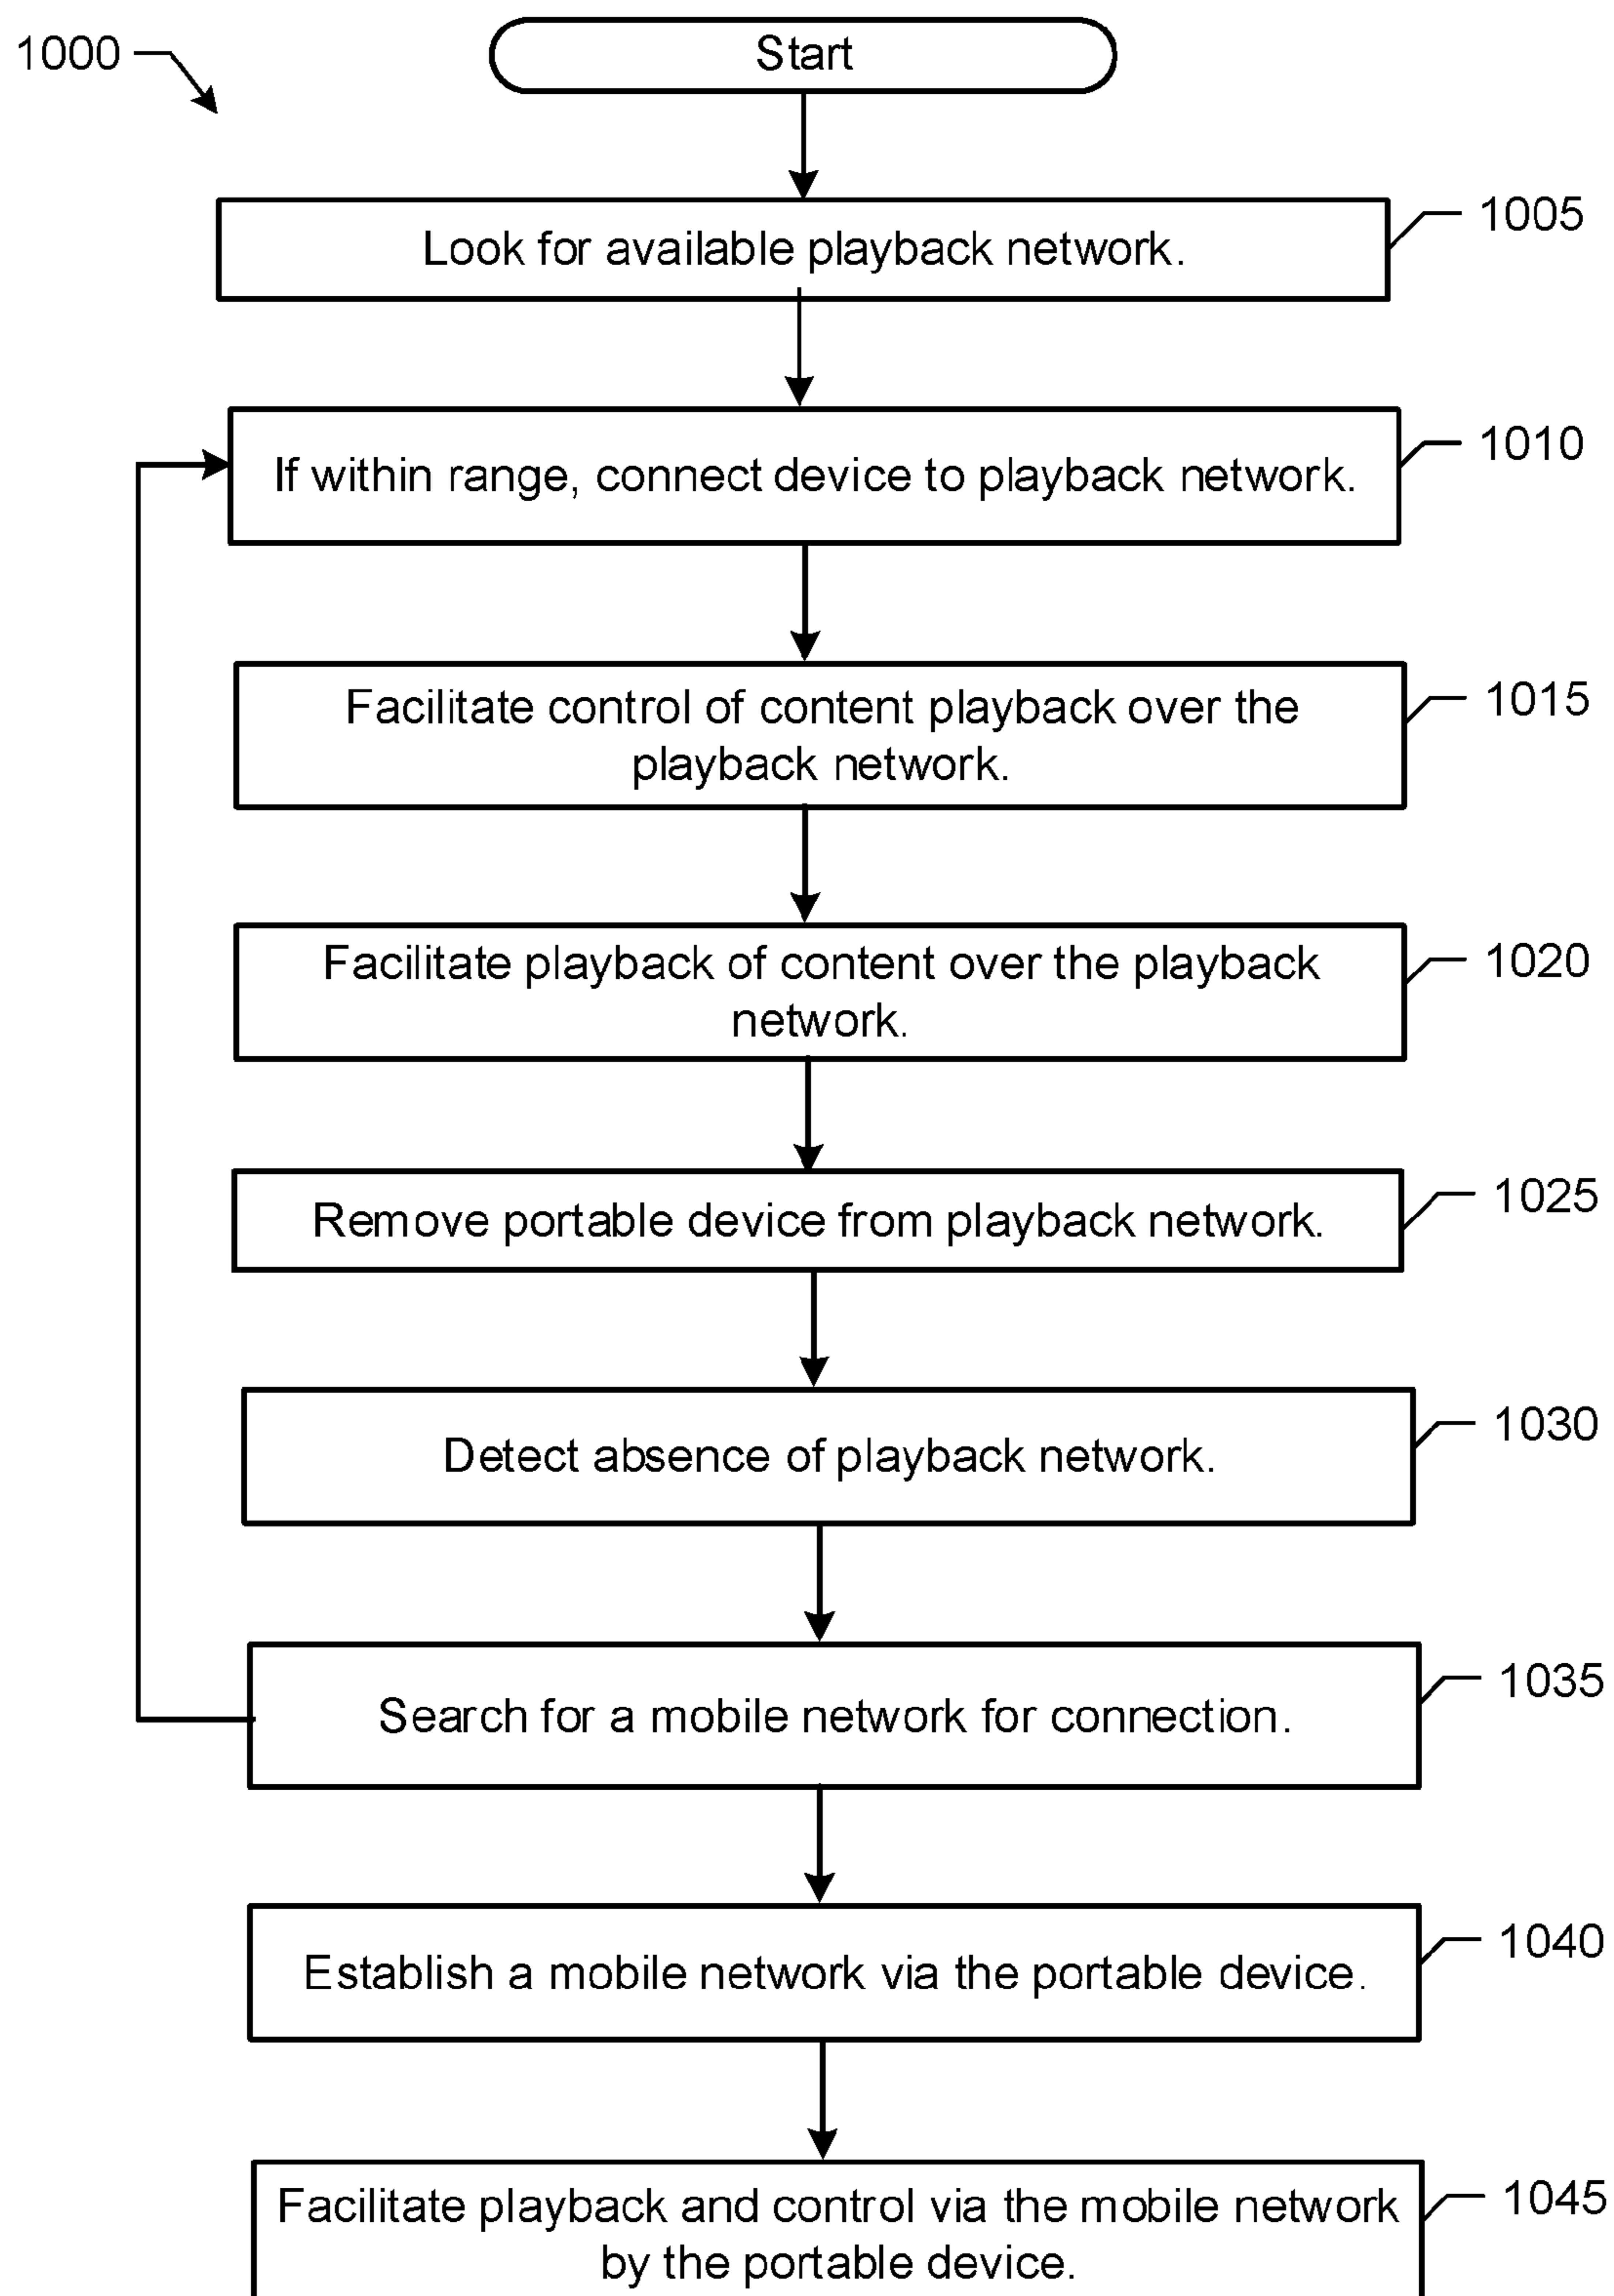 1000
Start
1005
Look for available playback network.
1010
If within range, connect device to playback network.
1015
Facilitate control of content playback over the
playback network.
1020
Facilitate playback of content over the playback
network.
1025
Remove portable device from playback network.
1030
Detect absence of playback network.
1035
Search for a mobile network for connection.
1040
Establish a mobile network via the portable device.
1045
Facilitate playback and control via the mobile network
by the portable device.